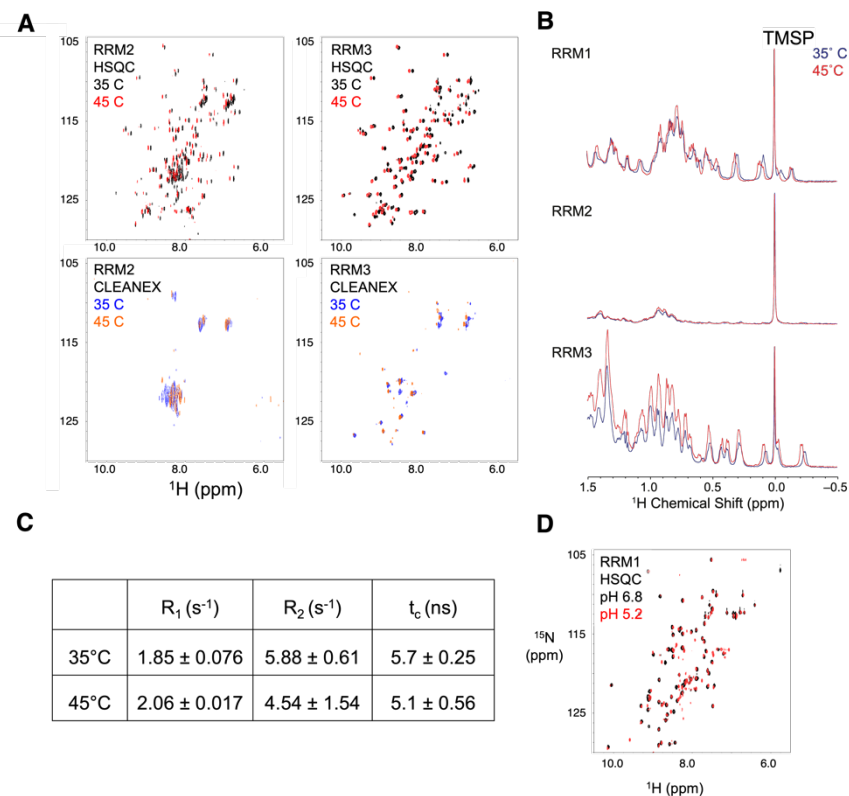 A
105
115
125
RRM2
HSQC
35 C
45 C
10.0 8.0 6.0
RRM3
HSQC
35 C
45 C
10.0 8.0 6.0
105
115
125
RRM2
CLEANEX
35 C
45 C
10.0 8.0 6.0
RRM3
CLEANEX
35 C
45 C
10.0 8.0 6.0
¹H (ppm)
B
TMSP
35° C
45°C
RRM1
RRM2
RRM3
1.5 1.0 0.5 0.0 −0.5
¹H Chemical Shift (ppm)
C
R₁ (s⁻¹) R₂ (s⁻¹) t꜀ (ns)
35°C 1.85 ± 0.076 5.88 ± 0.61 5.7 ± 0.25
45°C 2.06 ± 0.017 4.54 ± 1.54 5.1 ± 0.56
D
105
115
125
¹⁵N
(ppm)
RRM1
HSQC
pH 6.8
pH 5.2
10.0 8.0 6.0
¹H (ppm)